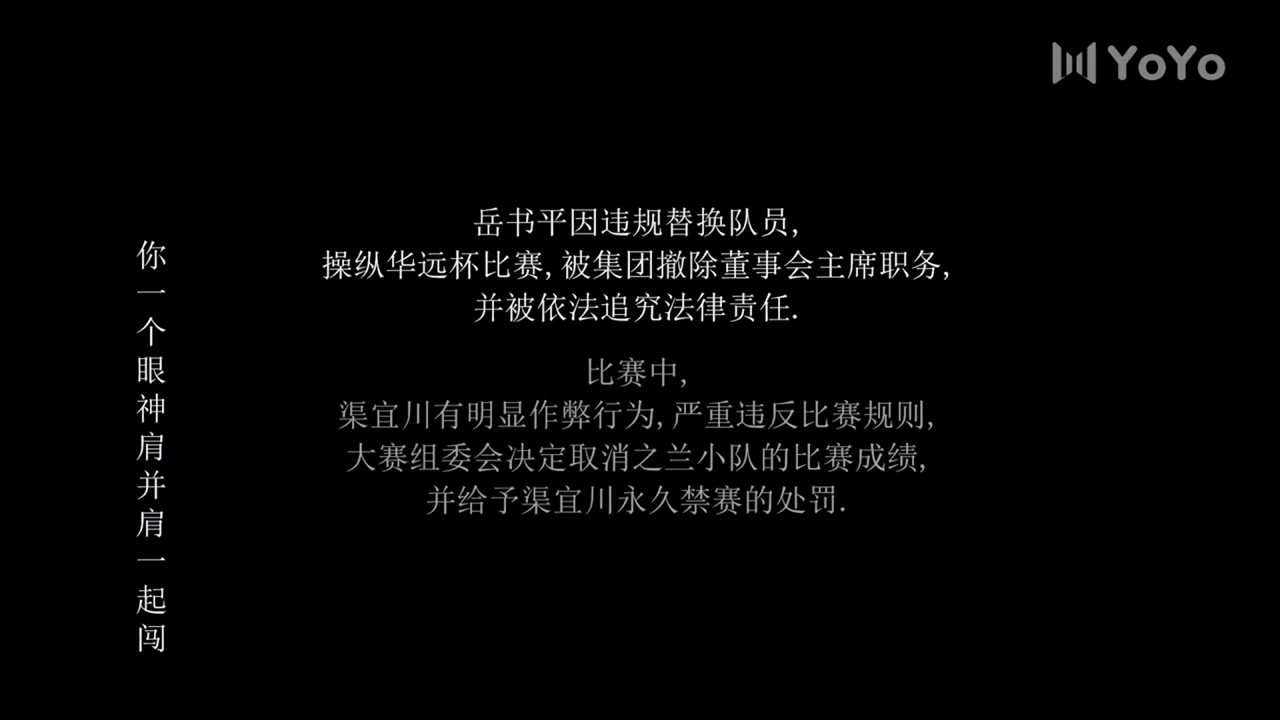 YoYo
岳书平因违规替换队员,
操纵华远杯比赛, 被集团撤除董事会主席职务,
并被依法追究法律责任.
比赛中,
渠宜川有明显作弊行为, 严重违反比赛规则,
大赛组委会决定取消之兰小队的比赛成绩,
并给予渠宜川永久禁赛的处罚.
你一个眼神肩并肩一起闯